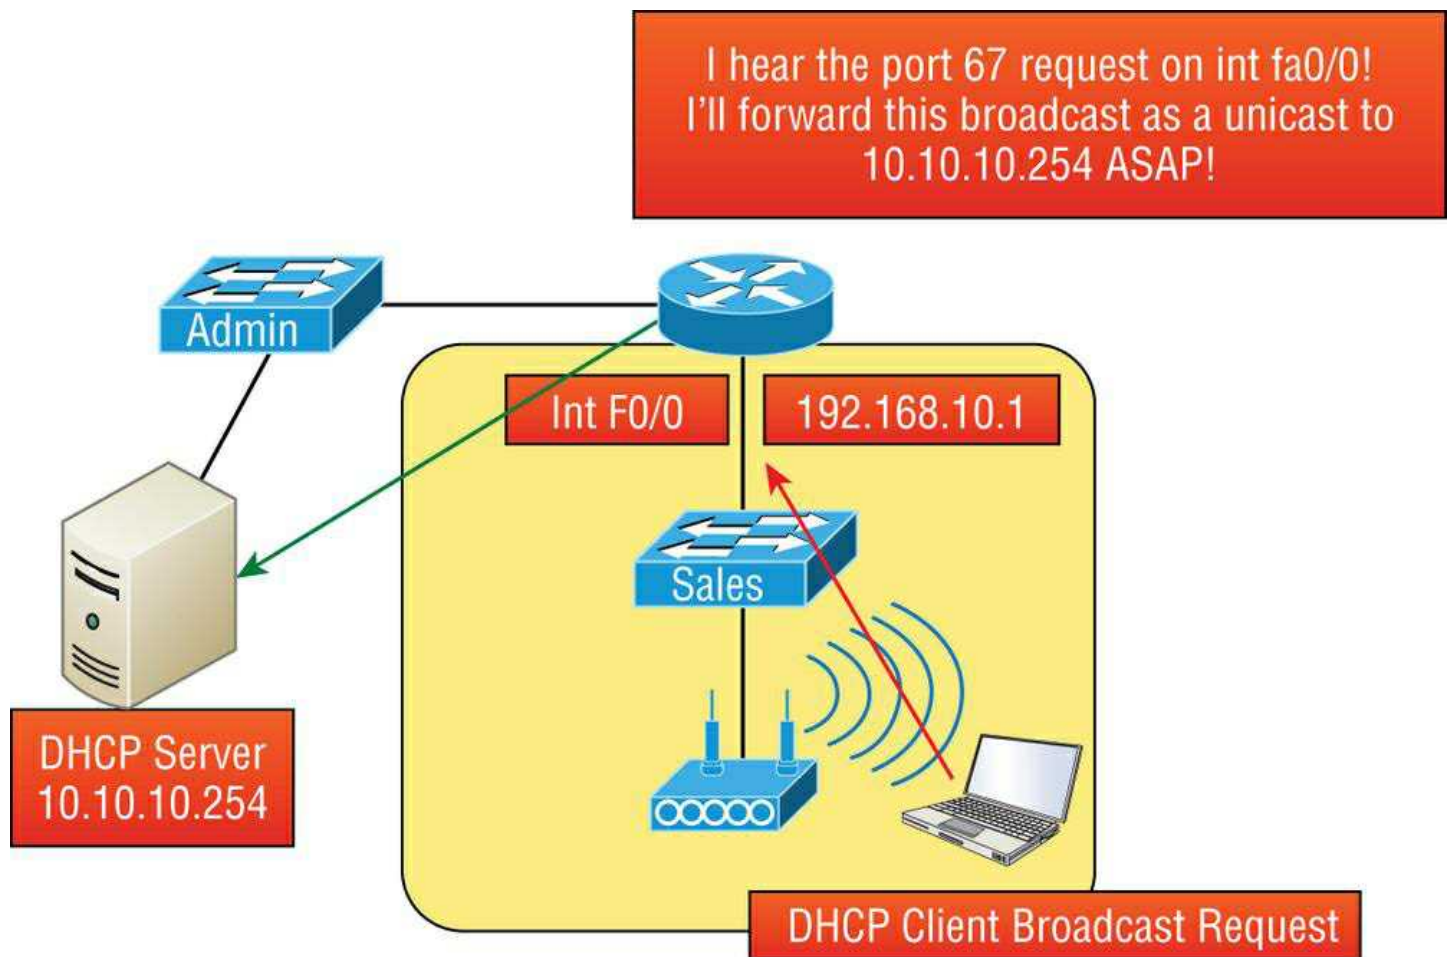 I hear the port 67 request on int fa0/0!
I'll forward this broadcast as a unicast to
10.10.10.254 ASAP!
Admin
Int F0/0
192.168.10.1
Sales
DHCP Server
10.10.10.254
DHCP Client Broadcast Request